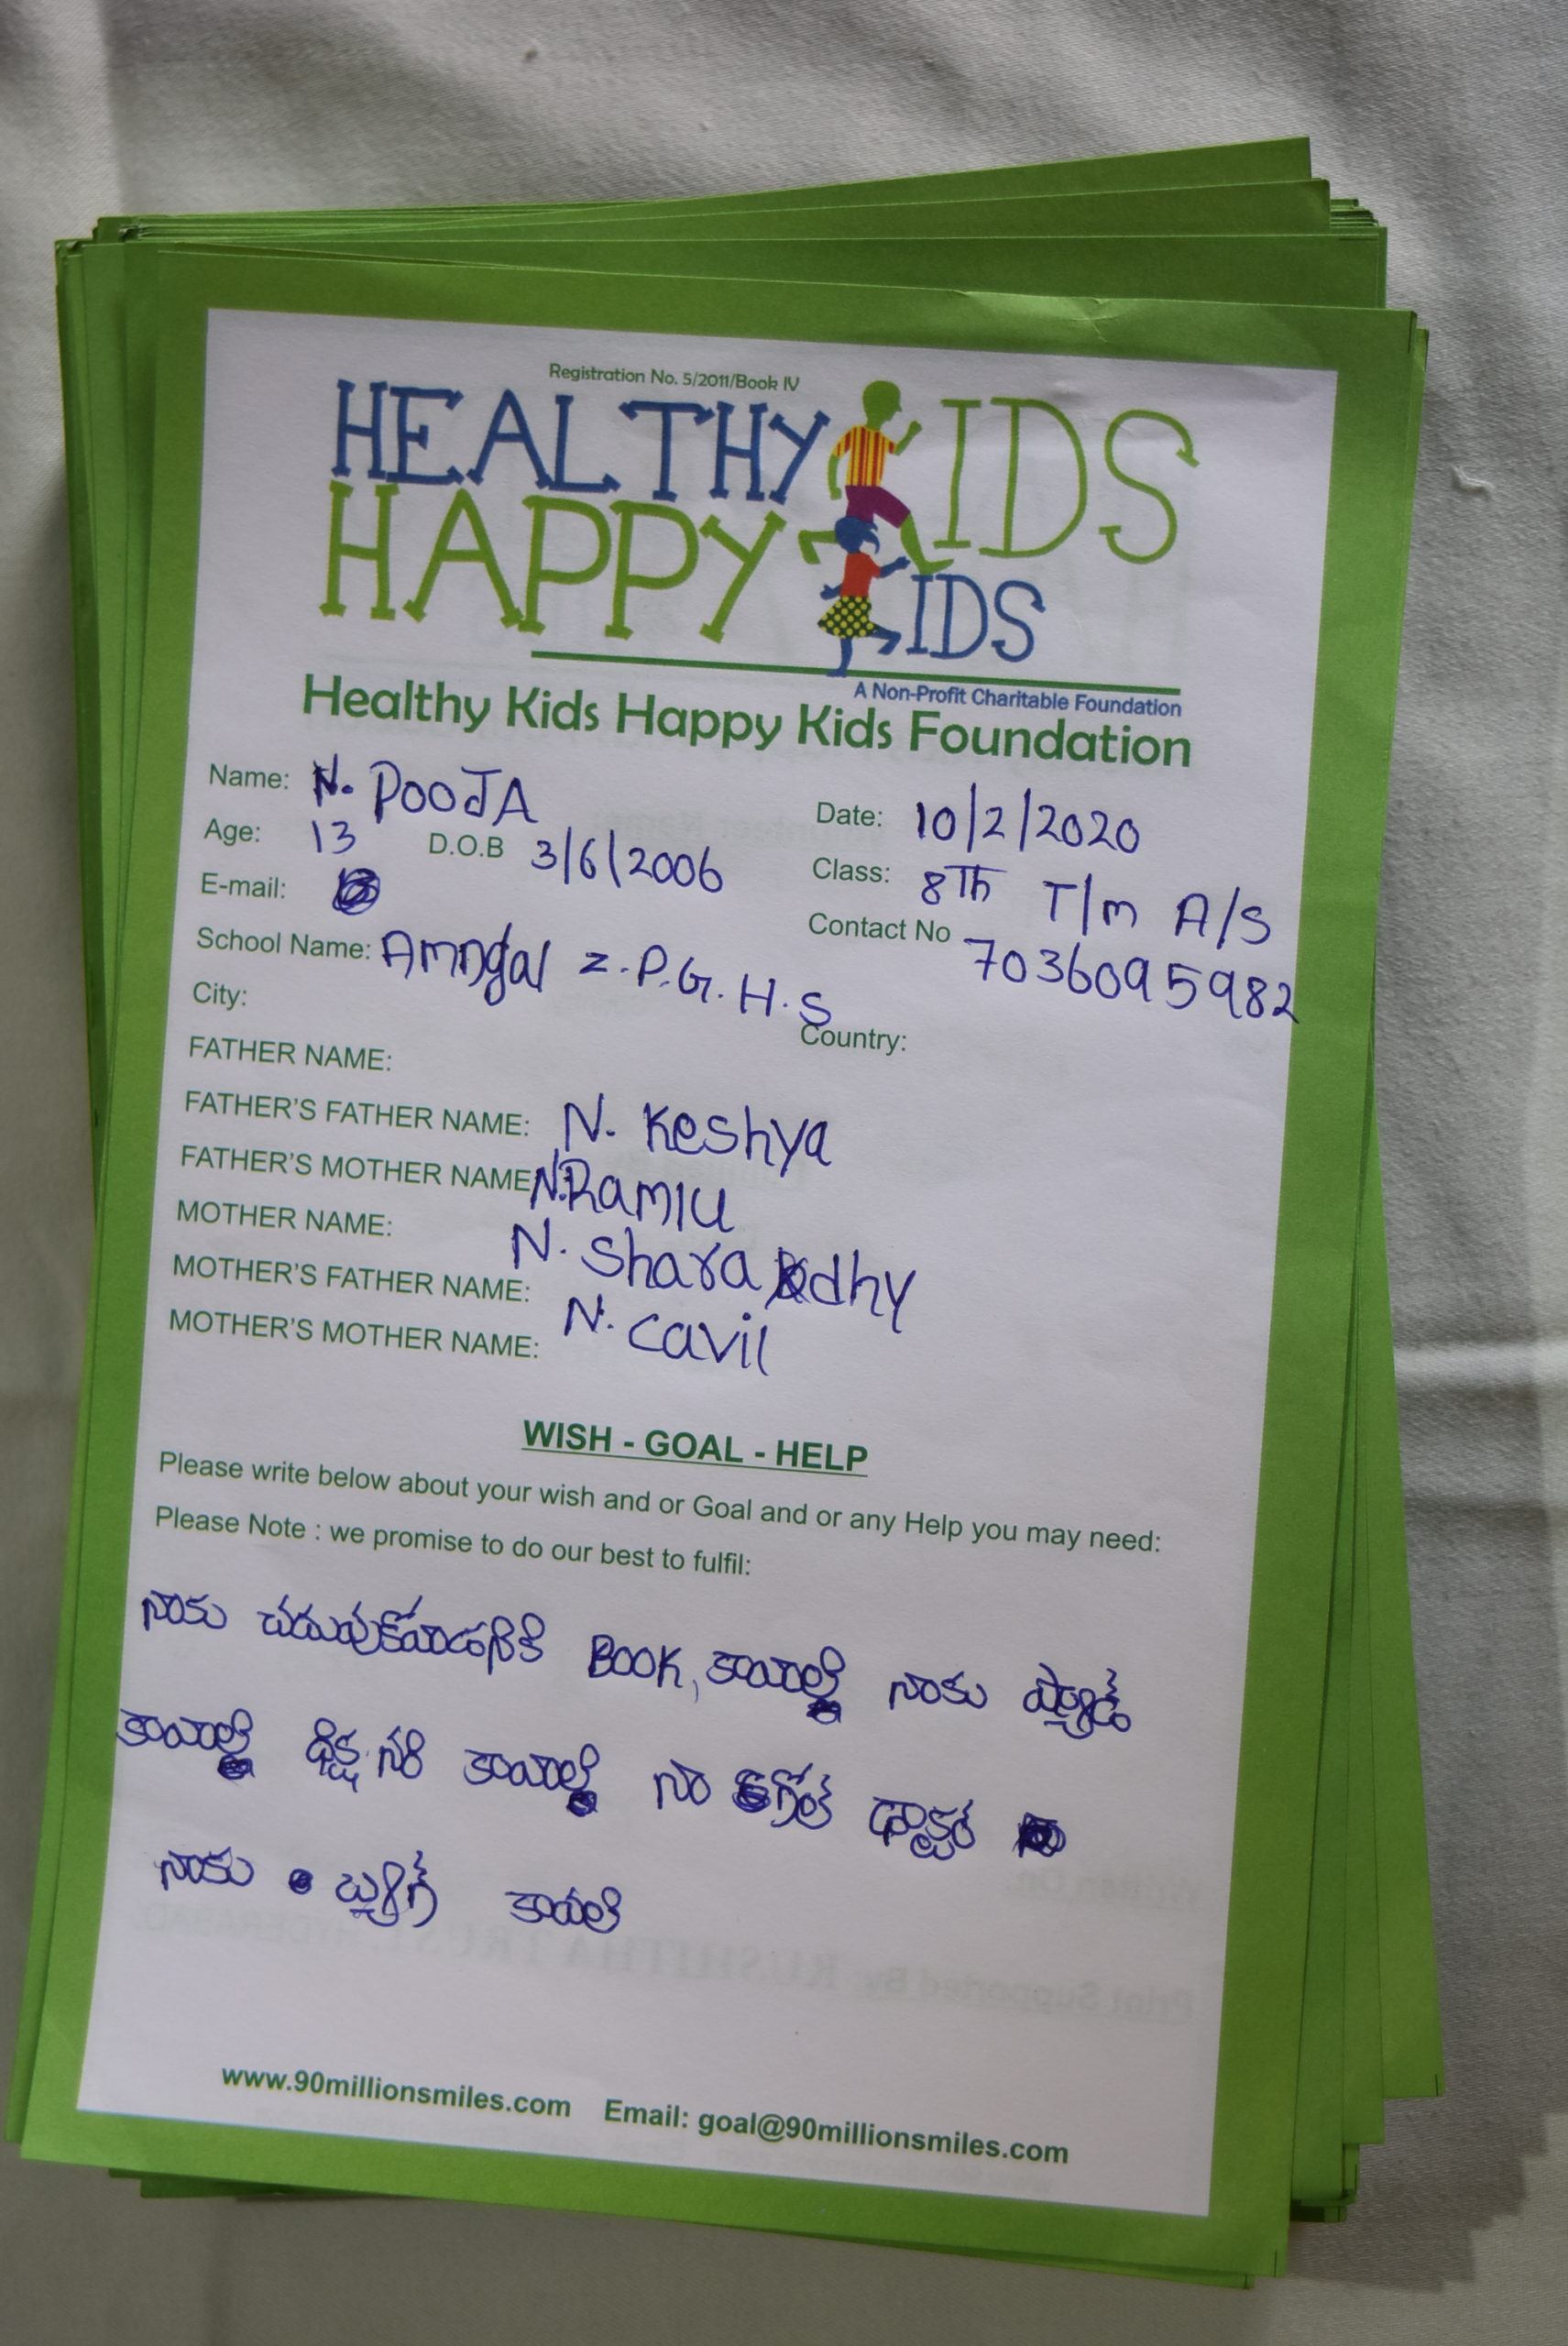 Registration No. 5/2011/Book IV
HEALTHY KIDS
HAPPY KIDS
A Non-Profit Charitable Foundation
Healthy Kids Happy Kids Foundation
Name: N. POOJA Date: 10/2/2020
Age: 13 D.O.B 3/6/2006 Class: 8Th T/m A/S
E-mail: Contact No 7036095982
School Name: Amngal Z.P.G.H.S
City: Country:
FATHER NAME:
FATHER'S FATHER NAME: N. Keshya
FATHER'S MOTHER NAME: N. Ramlu
MOTHER NAME: N. Sharadhy
MOTHER'S FATHER NAME: N. Cavil
MOTHER'S MOTHER NAME:
WISH - GOAL - HELP
Please write below about your wish and or Goal and or any Help you may need:
Please Note : we promise to do our best to fulfil:
నాకు చదువుకోవడానికి BOOK, కావాలి నాకు
కావాలి కావాలి నా గోల్ డాక్టర్
నాకు కావలి
www.90millionsmiles.com Email: goal@90millionsmiles.com